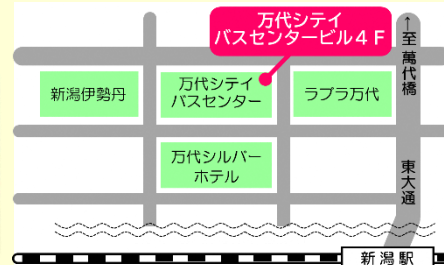 万代シテイ
バスセンタービル４Ｆ
↑至 萬代橋
新潟伊勢丹
万代シテイ
バスセンター
ラブラ万代
万代シルバー
ホテル
東大通
新潟駅